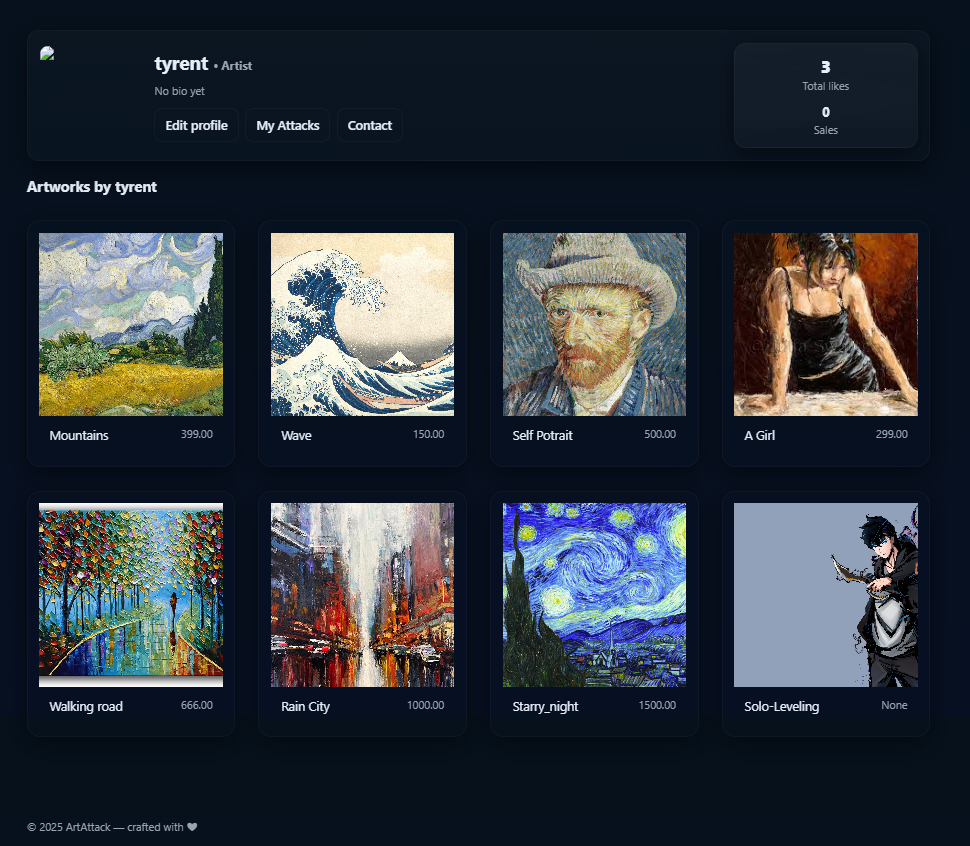 tyrent • Artist
No bio yet
Edit profile My Attacks Contact
3
Total likes
0
Sales
Artworks by tyrent
Mountains 399.00
Wave 150.00
Self Potrait 500.00
A Girl 299.00
Walking road 666.00
Rain City 1000.00
Starry_night 1500.00
Solo-Leveling None
© 2025 ArtAttack — crafted with ♥